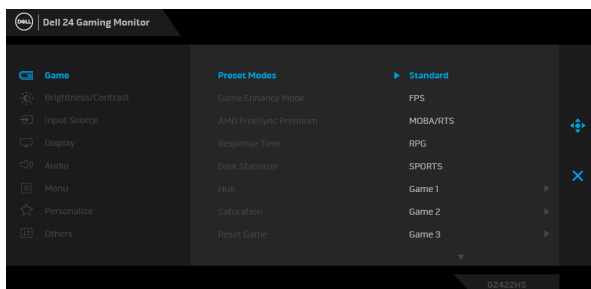 DELL
Dell 24 Gaming Monitor
Game
Preset Modes
Standard
Brightness/Contrast
Game Enhance Mode
FPS
Input Source
AMD FreeSync Premium
MOBA/RTS
Display
Response Time
RPG
Audio
Dark Stabilizer
SPORTS
Menu
Hue
Game 1
Personalize
Saturation
Game 2
Others
Reset Game
Game 3
G2422HS